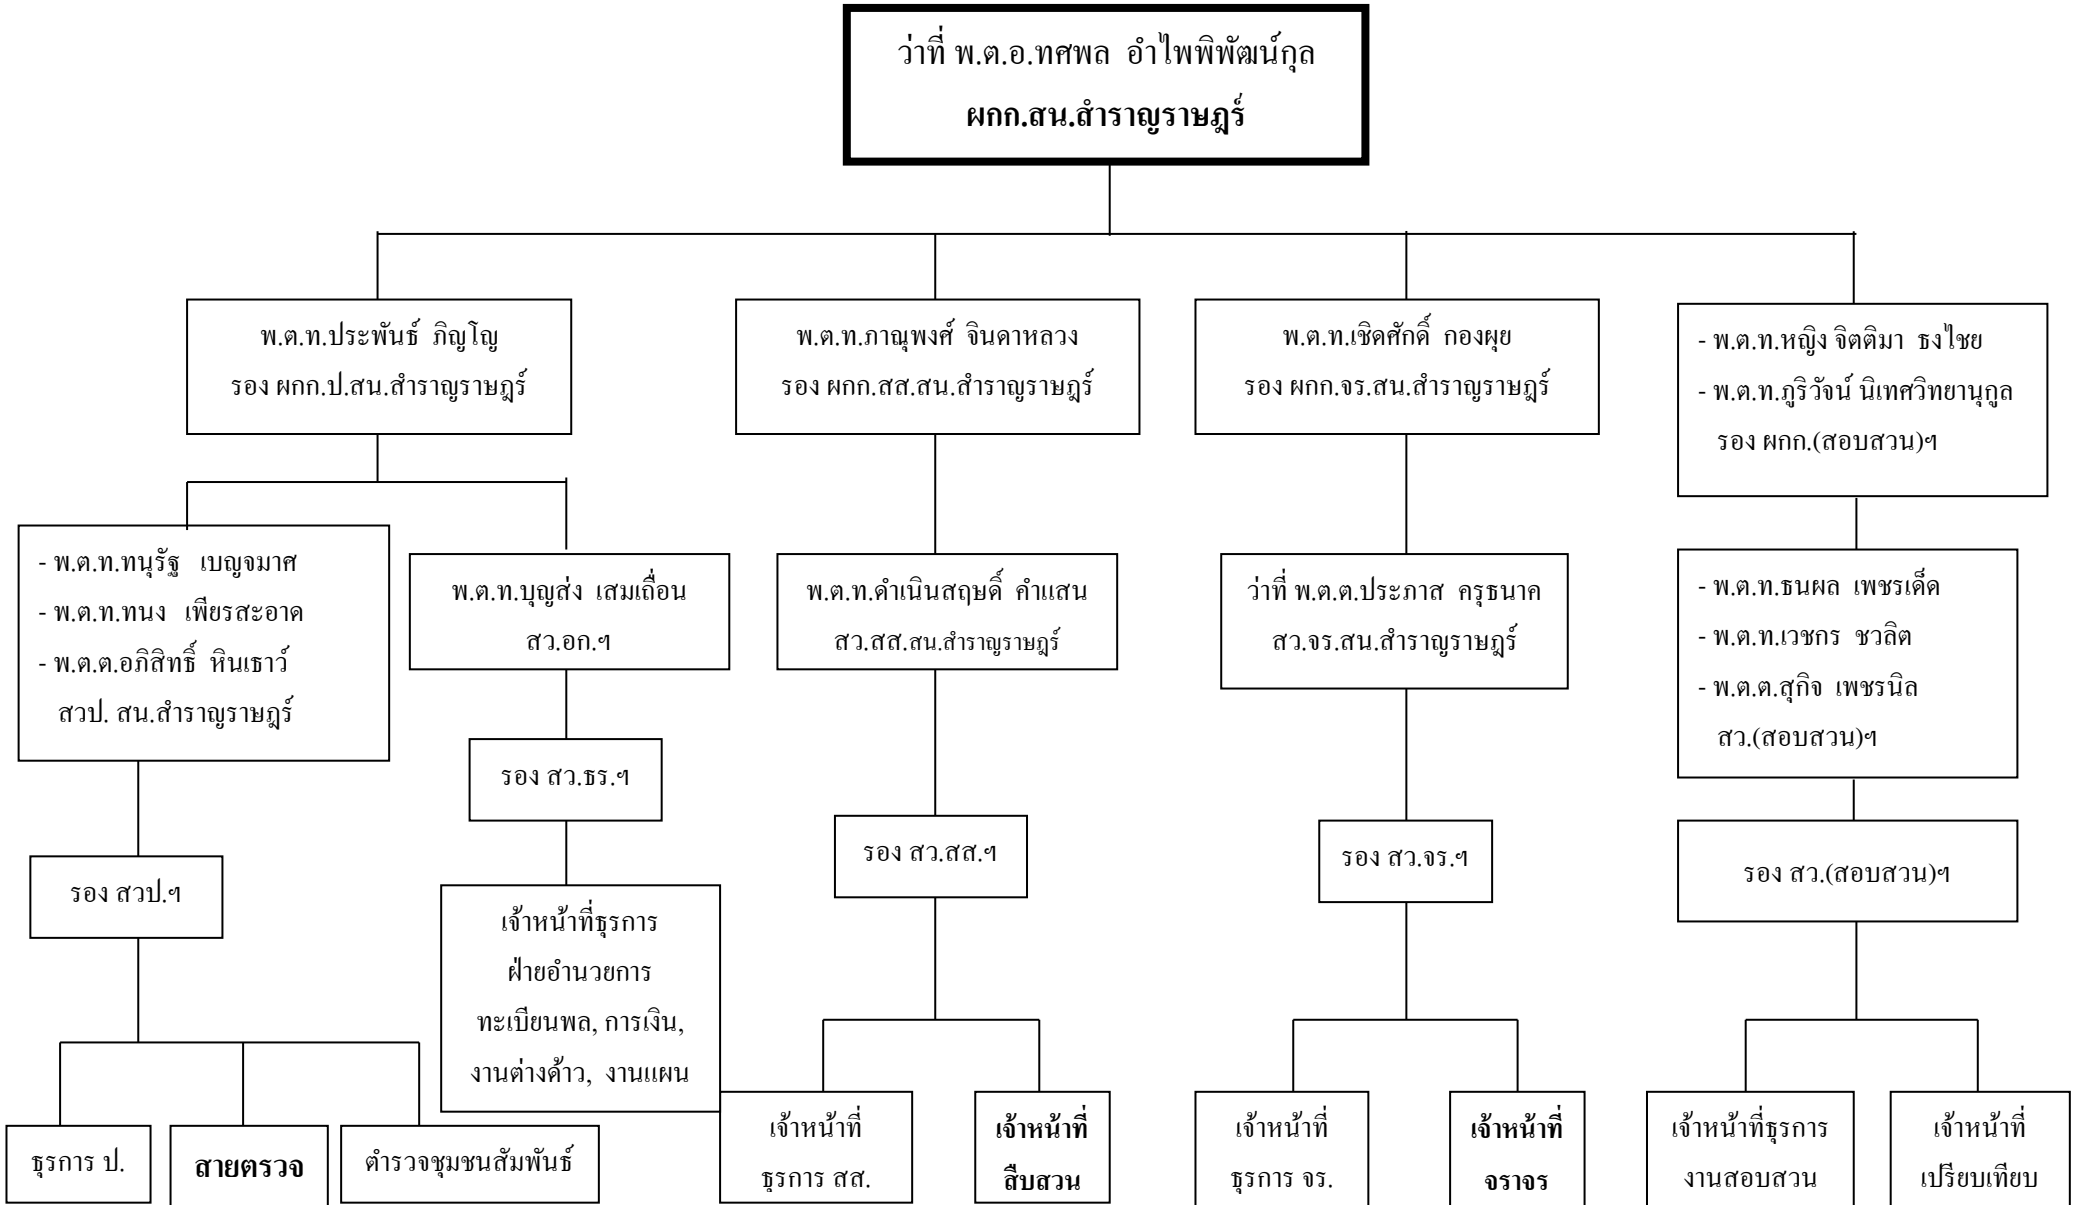 ว่าที่ พ.ต.อ.ทศพล  อำไพพิพัฒน์กุล
ผกก.สน.สำราญราษฎร์
พ.ต.ท.ประพันธ์  ภิญโญ
รอง ผกก.ป.สน.สำราญราษฎร์
พ.ต.ท.ภาณุพงศ์  จินดาหลวง
รอง ผกก.สส.สน.สำราญราษฎร์
พ.ต.ท.เชิดศักดิ์  กองผุย
รอง ผกก.จร.สน.สำราญราษฎร์
- พ.ต.ท.หญิง จิตติมา  ธงไชย
- พ.ต.ท.ภูริวัจน์ นิเทศวิทยานุกูล
รอง ผกก.(สอบสวน)ฯ
- พ.ต.ท.ทนุรัฐ   เบญจมาศ
- พ.ต.ท.ทนง   เพียรสะอาด
- พ.ต.ต.อภิสิทธิ์  หินเธาว์
สวป. สน.สำราญราษฎร์
พ.ต.ท.บุญส่ง  เสมเถื่อน
สว.อก.ฯ
พ.ต.ท.ดำเนินสฤษดิ์  คำแสน
สว.สส.สน.สำราญราษฎร์
ว่าที่ พ.ต.ต.ประภาส  ครุธนาค
สว.จร.สน.สำราญราษฎร์
- พ.ต.ท.ธนผล  เพชรเด็ด
- พ.ต.ท.เวชกร  ชวลิต
- พ.ต.ต.สุกิจ  เพชรนิล
สว.(สอบสวน)ฯ
รอง สวป.ฯ
รอง สว.ธร.ฯ
รอง สว.สส.ฯ
รอง สว.จร.ฯ
รอง สว.(สอบสวน)ฯ
เจ้าหน้าที่ธุรการ
ฝ่ายอำนวยการ
ทะเบียนพล, การเงิน,
งานต่างด้าว,  งานแผน
ธุรการ ป.
สายตรวจ
ตำรวจชุมชนสัมพันธ์
เจ้าหน้าที่
ธุรการ สส.
เจ้าหน้าที่
สืบสวน
เจ้าหน้าที่
ธุรการ จร.
เจ้าหน้าที่
จราจร
เจ้าหน้าที่ธุรการ
งานสอบสวน
เจ้าหน้าที่
เปรียบเทียบ